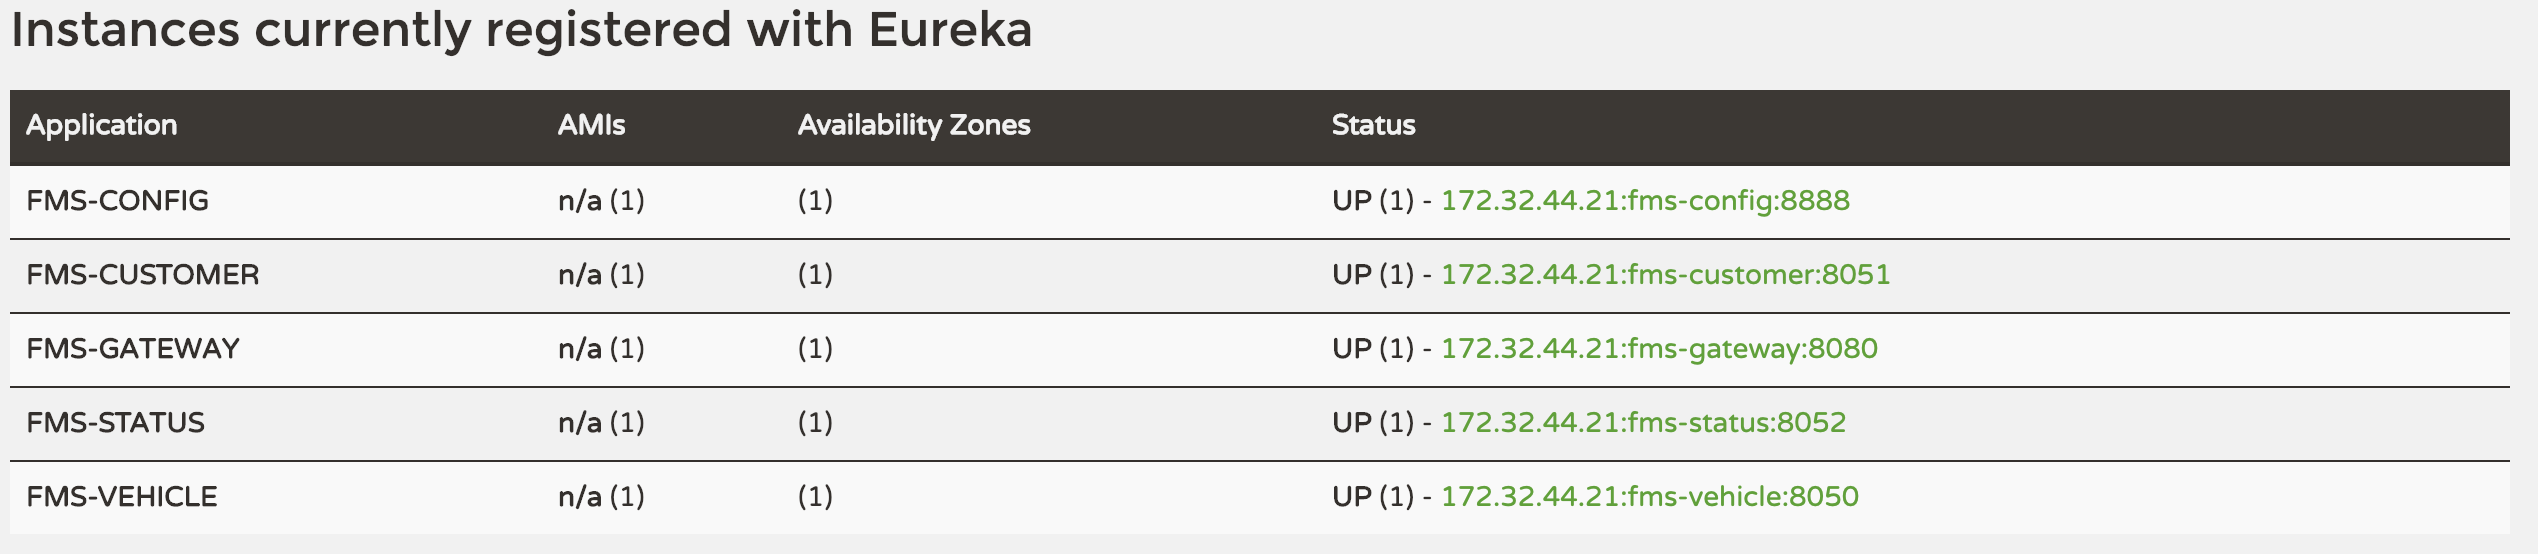 Instances currently registered with Eureka
Application AMIs Availability Zones Status
FMS-CONFIG n/a (1) (1) UP (1) - 172.32.44.21:fms-config:8888
FMS-CUSTOMER n/a (1) (1) UP (1) - 172.32.44.21:fms-customer:8051
FMS-GATEWAY n/a (1) (1) UP (1) - 172.32.44.21:fms-gateway:8080
FMS-STATUS n/a (1) (1) UP (1) - 172.32.44.21:fms-status:8052
FMS-VEHICLE n/a (1) (1) UP (1) - 172.32.44.21:fms-vehicle:8050